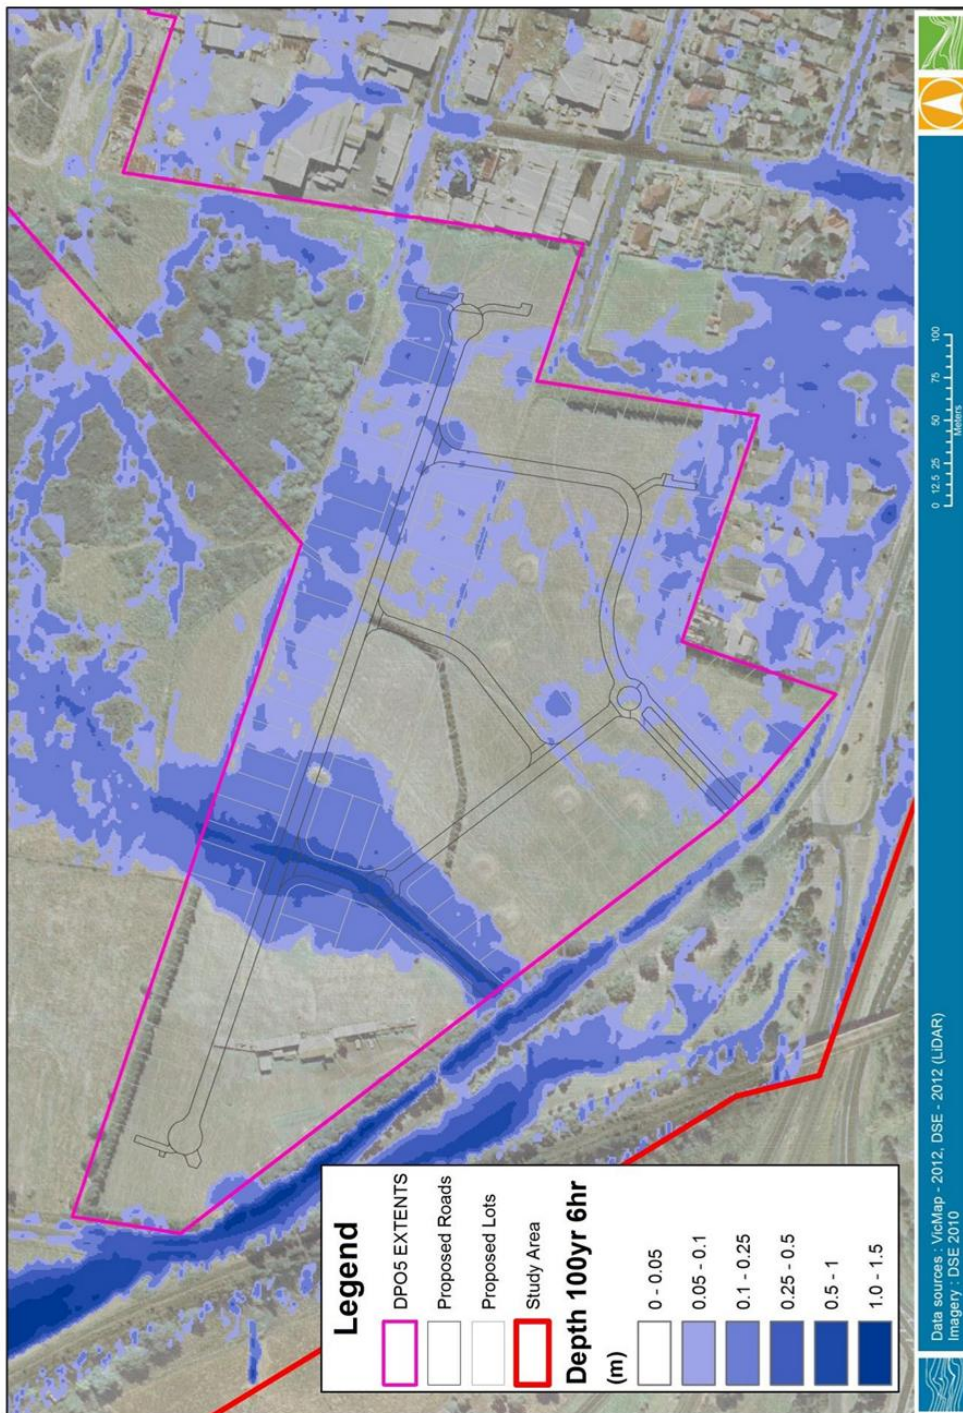 Legend
DPO5 EXTENTS
Proposed Roads
Proposed Lots
Study Area
Depth 100yr 6hr
(m)
0 - 0.05
0.05 - 0.1
0.1 - 0.25
0.25 - 0.5
0.5 - 1
1.0 - 1.5
Data sources : VicMap - 2012, DSE - 2012 (LiDAR)
Imagery : DSE 2010
0 12.5 25 50 75 100
Meters